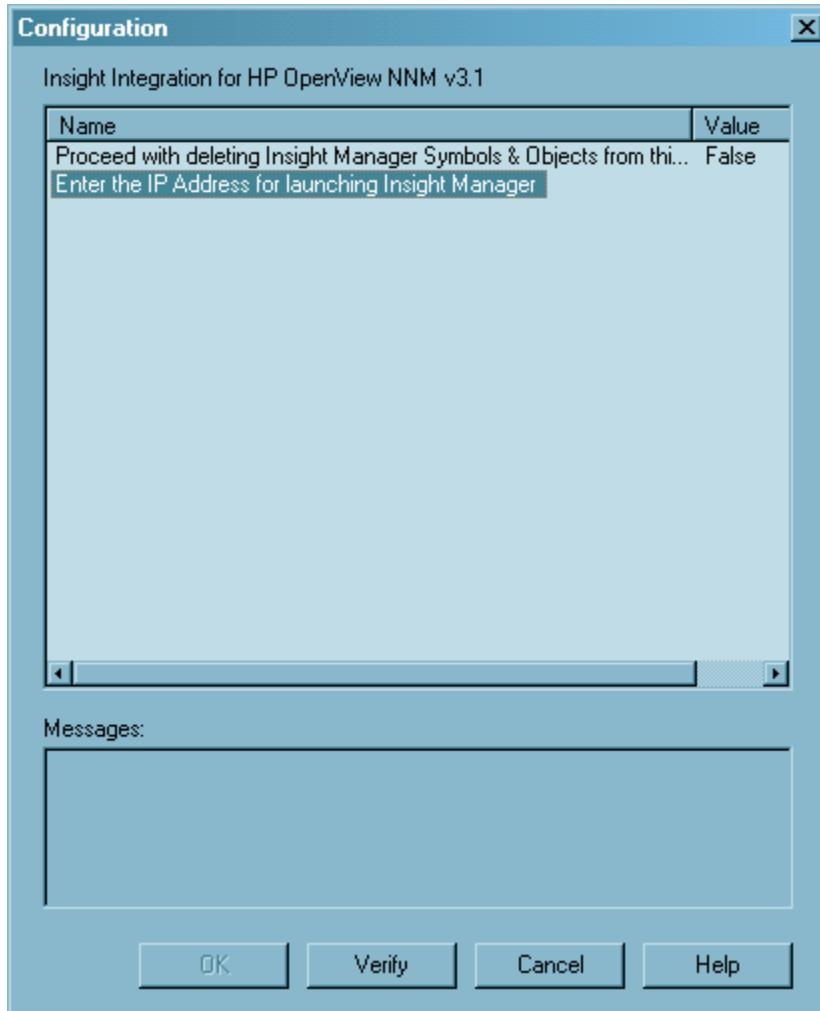 Configuration
Insight Integration for HP OpenView NNM v3.1
Name Value
Proceed with deleting Insight Manager Symbols & Objects from thi... False
Enter the IP Address for launching Insight Manager
Messages:
OK Verify Cancel Help